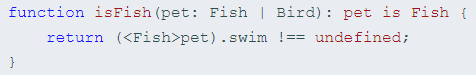 function isFish(pet: Fish | Bird): pet is Fish {
    return (<Fish>pet).swim !== undefined;
}